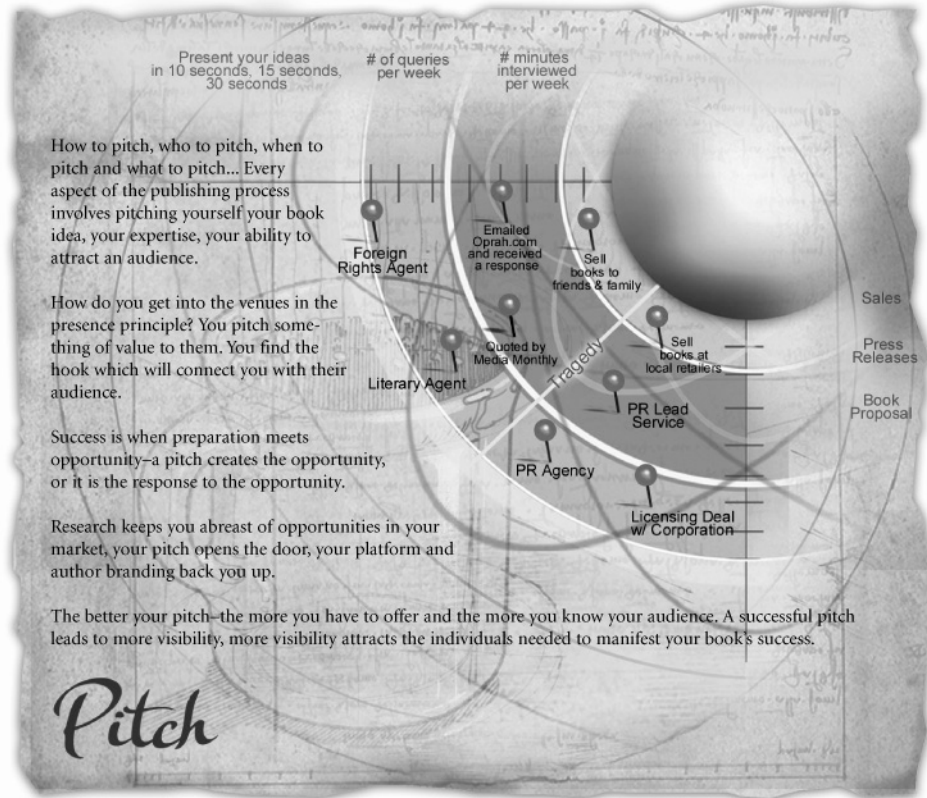 Present your ideas
in 10 seconds, 15 seconds,
30 seconds
# of queries
per week
# minutes
interviewed
per week
How to pitch, who to pitch, when to
pitch and what to pitch... Every
aspect of the publishing process
involves pitching yourself your book
idea, your expertise, your ability to
attract an audience.
How do you get into the venues in the
presence principle? You pitch some-
thing of value to them. You find the
hook which will connect you with their
audience.
Success is when preparation meets
opportunity–a pitch creates the opportunity,
or it is the response to the opportunity.
Research keeps you abreast of opportunities in your
market, your pitch opens the door, your platform and
author branding back you up.
The better your pitch–the more you have to offer and the more you know your audience. A successful pitch
leads to more visibility, more visibility attracts the individuals needed to manifest your book's success.
Foreign
Rights Agent
Emailed
Oprah.com
and received
a response
Sell
books to
friends & family
Literary Agent
Quoted by
Media Monthly
Tragedy
Sell
books at
local retailers
PR Lead
Service
PR Agency
Licensing Deal
w/ Corporation
Sales
Press
Releases
Book
Proposal
Pitch